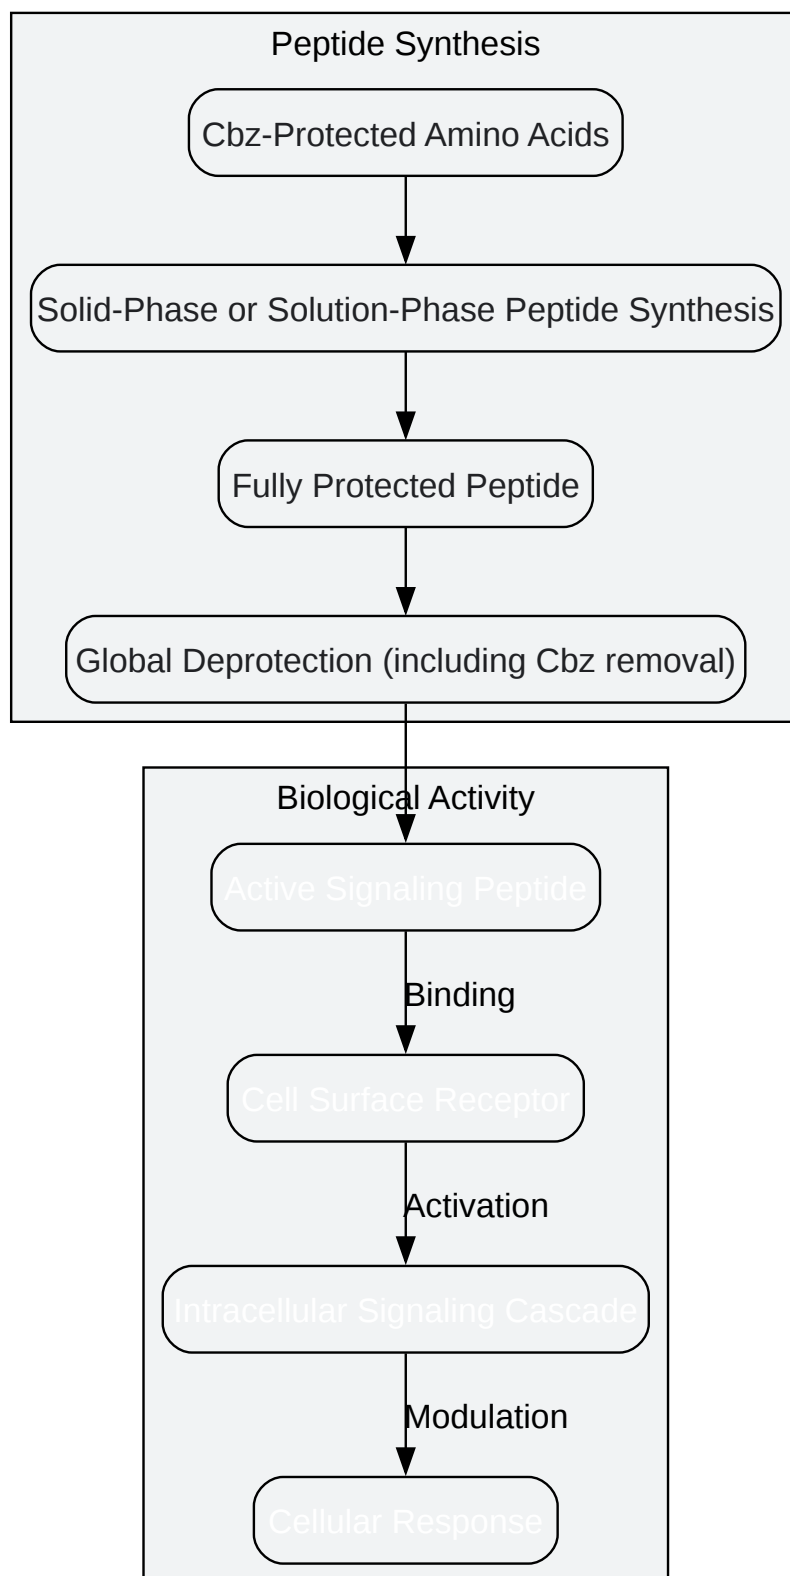 Peptide Synthesis
Cbz-Protected Amino Acids
Solid-Phase or Solution-Phase Peptide Synthesis
Fully Protected Peptide
Global Deprotection (including Cbz removal)
Biological Activity
Active Signaling Peptide
Binding
Cell Surface Receptor
Activation
Intracellular Signaling Cascade
Modulation
Cellular Response